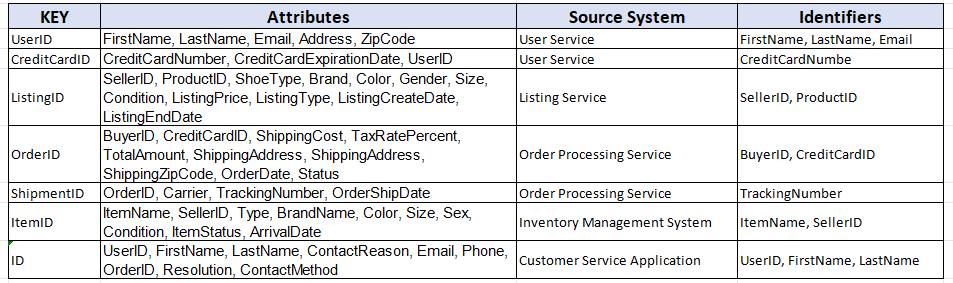 KEY Attributes Source System Identifiers
UserID FirstName, LastName, Email, Address, ZipCode User Service FirstName, LastName, Email
CreditCardID CreditCardNumber, CreditCardExpirationDate, UserID User Service CreditCardNumbe
SellerID, ProductID, ShoeType, Brand, Color, Gender, Size,
ListingID Condition, ListingPrice, ListingType, ListingCreateDate, Listing Service SellerID, ProductID
ListingEndDate
BuyerID, CreditCardID, ShippingCost, TaxRatePercent,
OrderID TotalAmount, ShippingAddress, ShippingAddress, Order Processing Service BuyerID, CreditCardID
ShippingZipCode, OrderDate, Status
ShipmentID OrderID, Carrier, TrackingNumber, OrderShipDate Order Processing Service TrackingNumber
ItemID ItemName, SellerID, Type, BrandName, Color, Size, Sex, Inventory Management System ItemName, SellerID
Condition, ItemStatus, ArrivalDate
ID UserID, FirstName, LastName, ContactReason, Email, Phone, Customer Service Application UserID, FirstName, LastName
OrderID, Resolution, ContactMethod